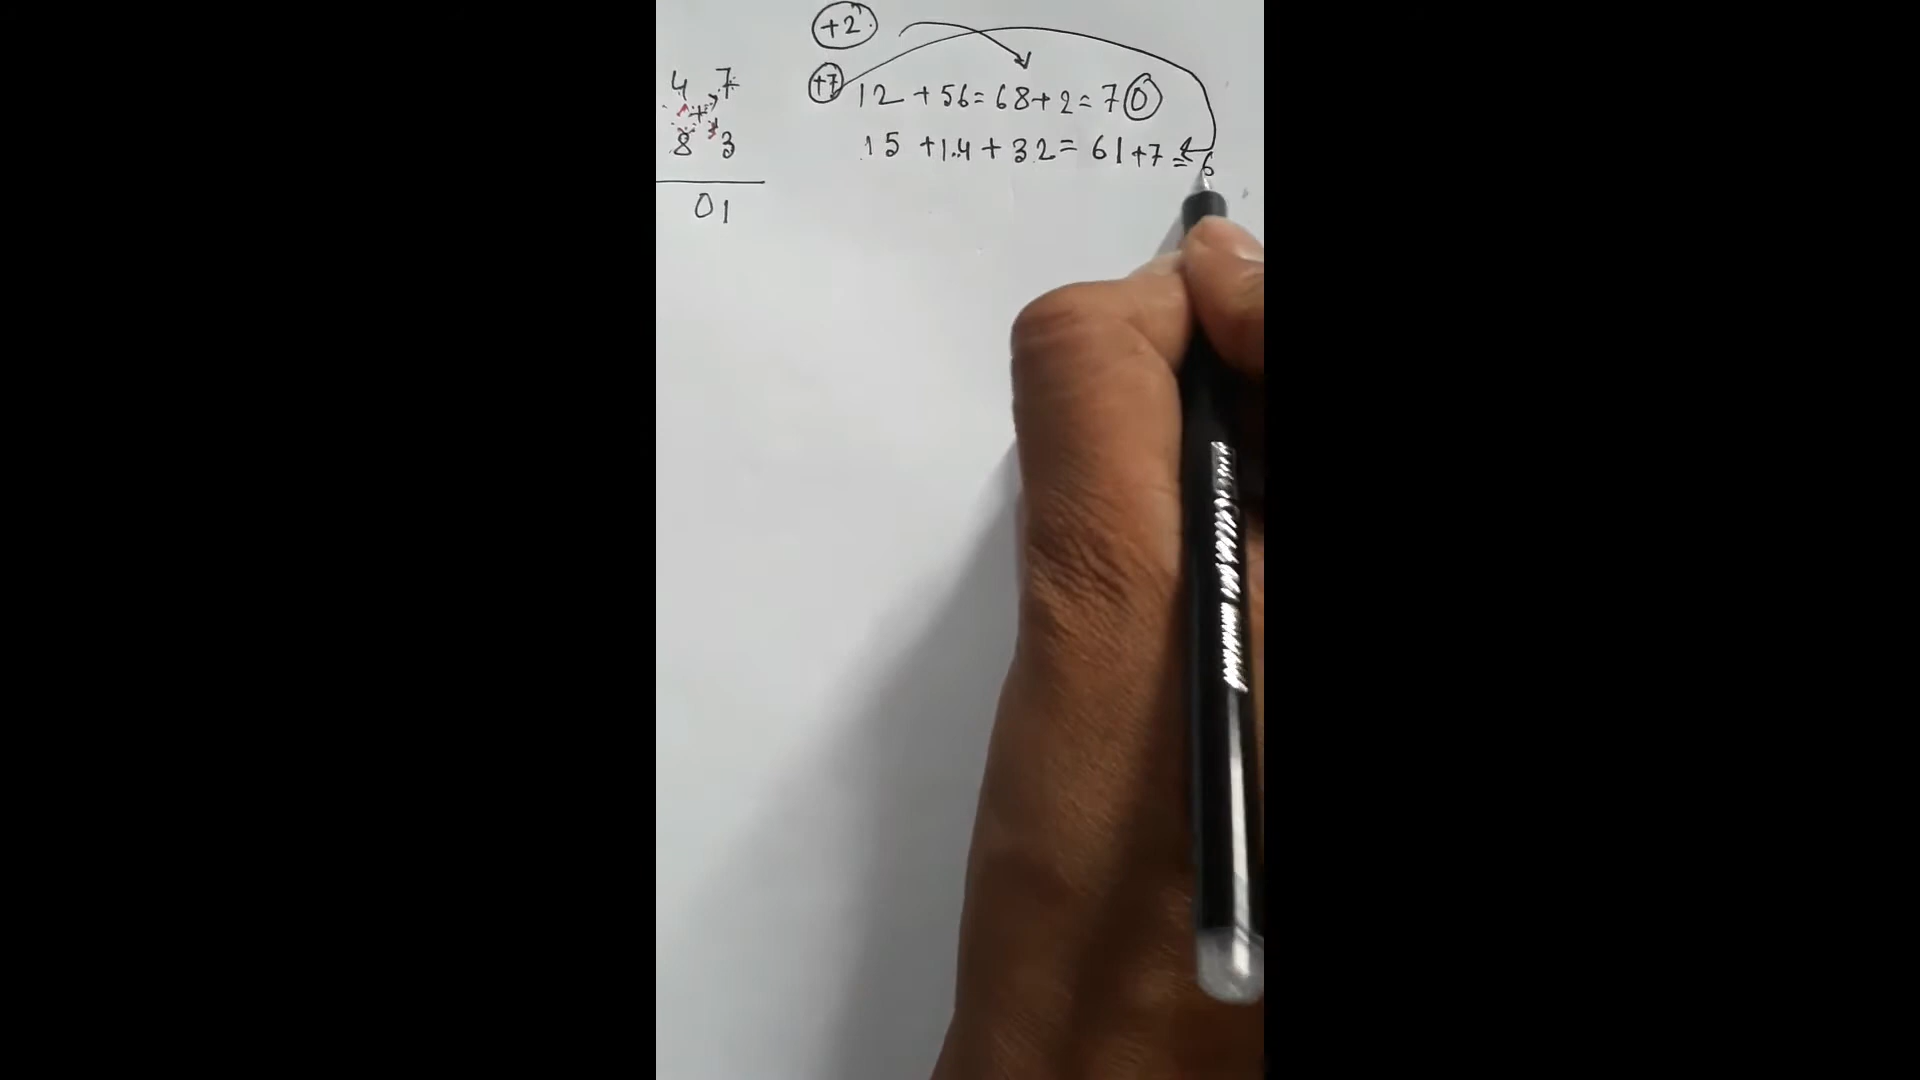 +2
+7 12 + 56 = 68 + 2 = 70
15 + 14 + 32 = 61 + 7 = 6
4 7
8 3
01